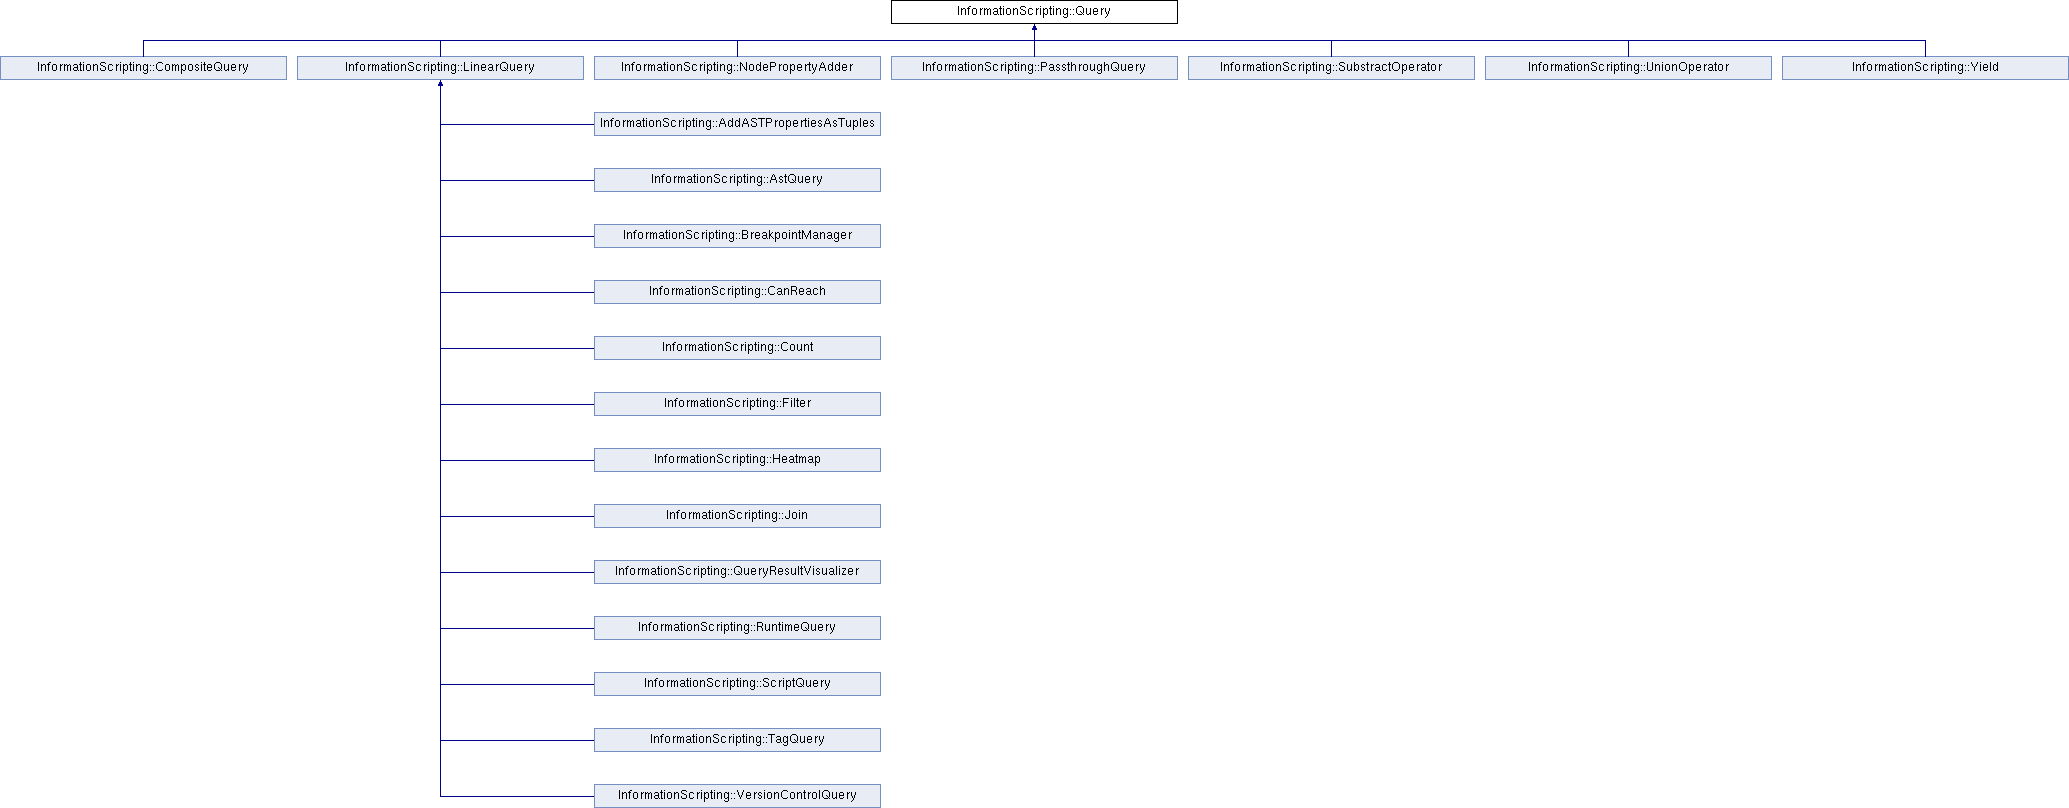 InformationScripting::Query
InformationScripting::CompositeQuery
InformationScripting::LinearQuery
InformationScripting::NodePropertyAdder
InformationScripting::PassthroughQuery
InformationScripting::SubstractOperator
InformationScripting::UnionOperator
InformationScripting::Yield
InformationScripting::AddASTPropertiesAsTuples
InformationScripting::AstQuery
InformationScripting::BreakpointManager
InformationScripting::CanReach
InformationScripting::Count
InformationScripting::Filter
InformationScripting::Heatmap
InformationScripting::Join
InformationScripting::QueryResultVisualizer
InformationScripting::RuntimeQuery
InformationScripting::ScriptQuery
InformationScripting::TagQuery
InformationScripting::VersionControlQuery